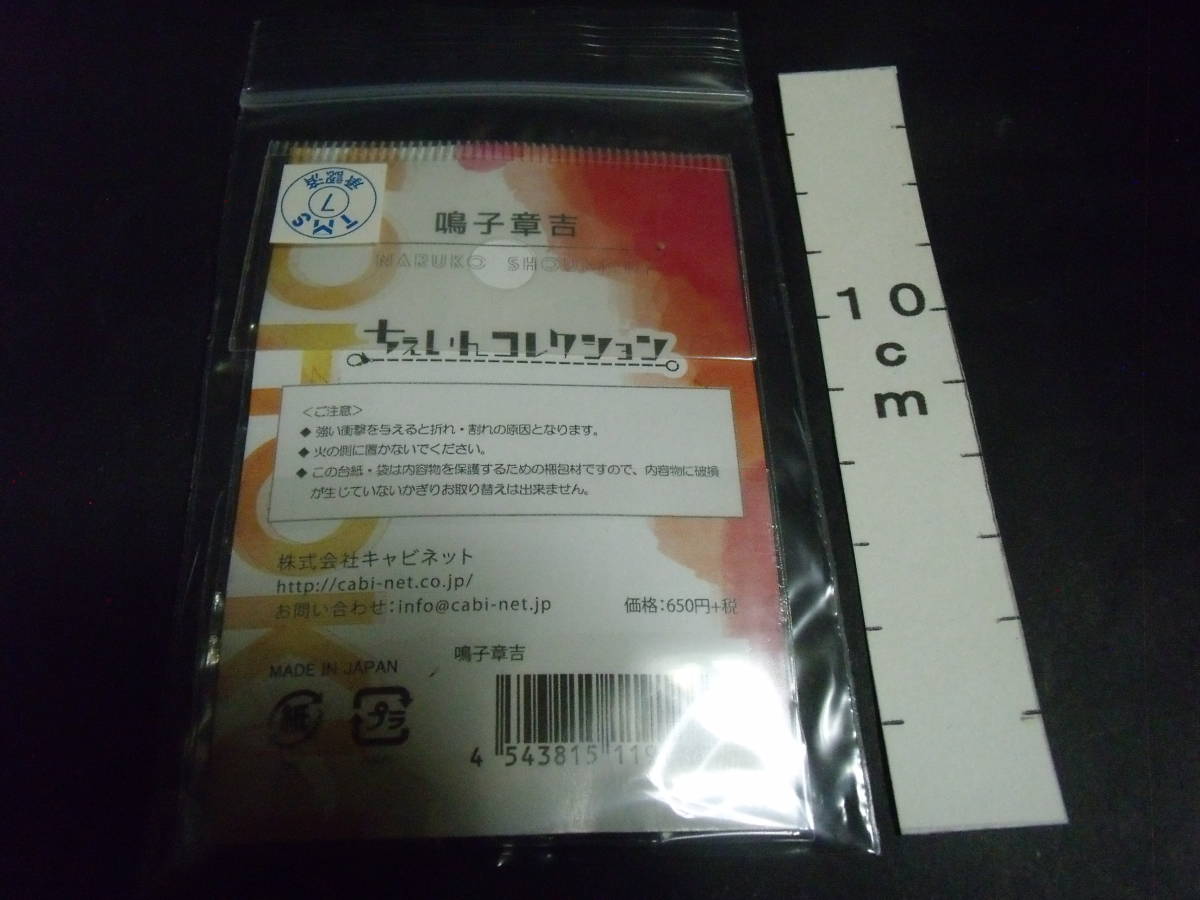 TMS
7
承認済
鳴子章吉
NARUKO
ちぇいんコレクション
<ご注意>
◆ 強い衝撃を与えると折れ・割れの原因となります。
◆ 火の側に置かないでください。
◆ この台紙・袋は内容物を保護するための梱包材ですので、内容物に破損
が生じていないかぎりお取り替えは出来ません。
株式会社キャビネット
http://cabi-net.co.jp/
お問い合わせ:info@cabi-net.jp 価格:650円+税
鳴子章吉
MADE IN JAPAN
紙 プラ
4 543815 11
10
cm